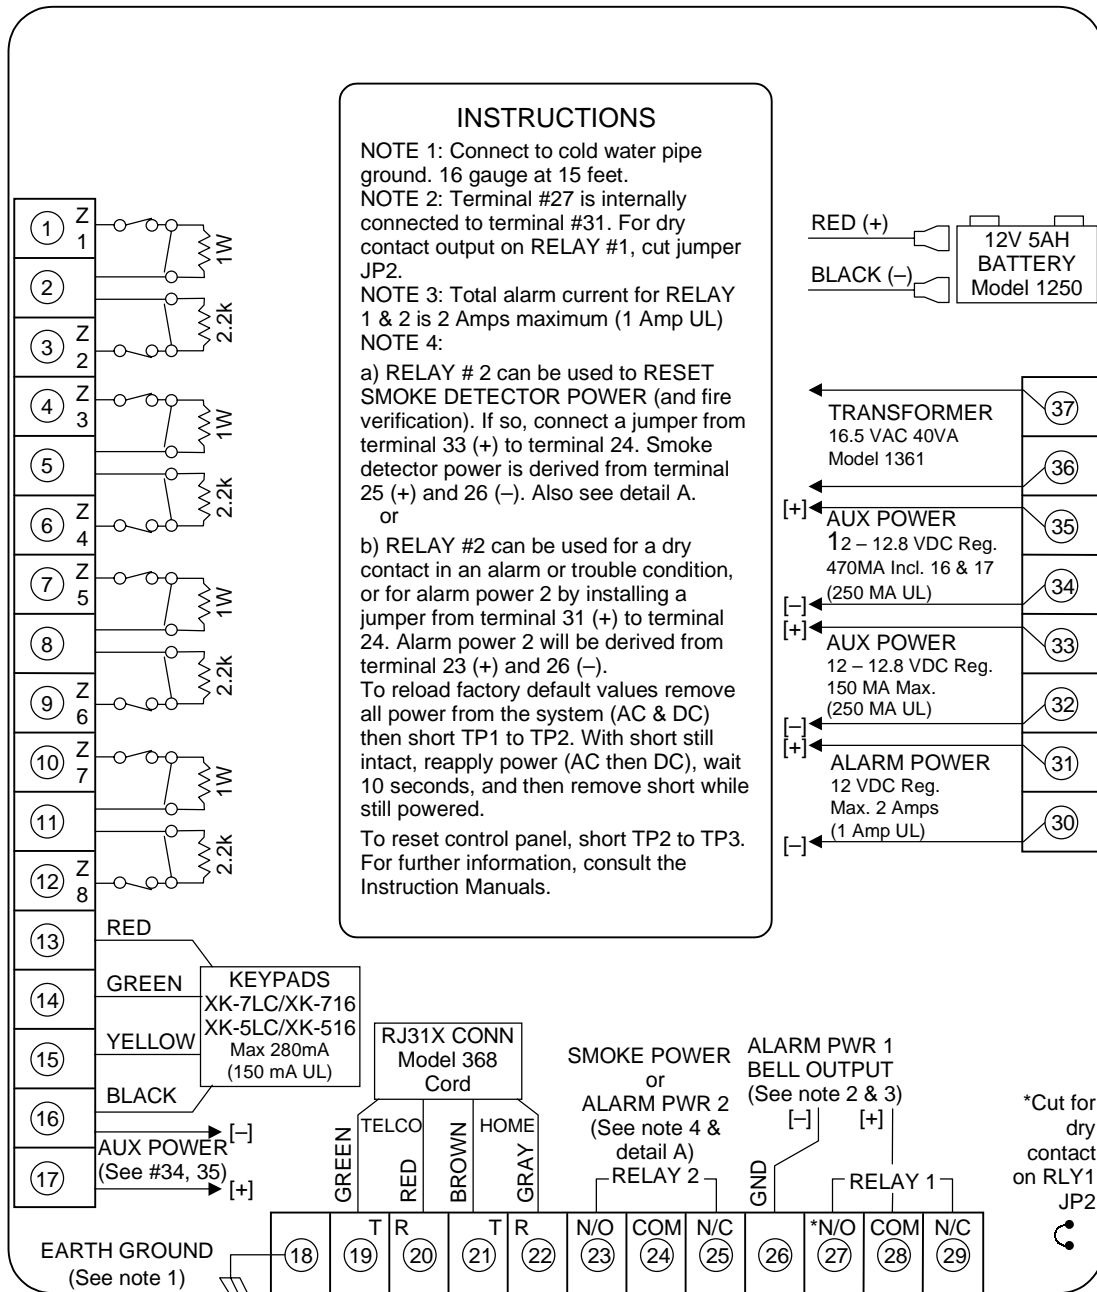 INSTRUCTIONS
NOTE 1: Connect to cold water pipe
ground. 16 gauge at 15 feet.
NOTE 2: Terminal #27 is internally
connected to terminal #31. For dry
contact output on RELAY #1, cut jumper
JP2.
NOTE 3: Total alarm current for RELAY
1 & 2 is 2 Amps maximum (1 Amp UL)
NOTE 4:
a) RELAY # 2 can be used to RESET
SMOKE DETECTOR POWER (and fire
verification). If so, connect a jumper from
terminal 33 (+) to terminal 24. Smoke
detector power is derived from terminal
25 (+) and 26 (–). Also see detail A.
or
b) RELAY #2 can be used for a dry
contact in an alarm or trouble condition,
or for alarm power 2 by installing a
jumper from terminal 31 (+) to terminal
24. Alarm power 2 will be derived from
terminal 23 (+) and 26 (–).
To reload factory default values remove
all power from the system (AC & DC)
then short TP1 to TP2. With short still
intact, reapply power (AC then DC), wait
10 seconds, and then remove short while
still powered.
To reset control panel, short TP2 to TP3.
For further information, consult the
Instruction Manuals.
1 Z 1
1W
2
2.2k
3 Z 2
4 Z 3
1W
5
2.2k
6 Z 4
7 Z 5
1W
8
2.2k
9 Z 6
10 Z 7
1W
11
2.2k
12 Z 8
13 RED
14 GREEN
15 YELLOW
16 BLACK
17
KEYPADS
XK-7LC/XK-716
XK-5LC/XK-516
Max 280mA
(150 mA UL)
[–]
AUX POWER
(See #34, 35)
[+]
EARTH GROUND
(See note 1)
RJ31X CONN
Model 368
Cord
TELCO
HOME
GREEN
RED
BROWN
GRAY
SMOKE POWER
or
ALARM PWR 2
(See note 4 &
detail A)
RELAY 2
ALARM PWR 1
BELL OUTPUT
(See note 2 & 3)
[–] [+]
GND
RELAY 1
*Cut for
dry
contact
on RLY1
JP2
T R T R N/O COM N/C *N/O COM N/C
18 19 20 21 22 23 24 25 26 27 28 29
RED (+)
BLACK (–)
12V 5AH
BATTERY
Model 1250
37
TRANSFORMER
16.5 VAC 40VA
Model 1361
36
[+]
35
AUX POWER
12 – 12.8 VDC Reg.
470MA Incl. 16 & 17
(250 MA UL)
34
[–]
[+]
33
AUX POWER
12 – 12.8 VDC Reg.
150 MA Max.
(250 MA UL)
32
[–]
[+]
31
ALARM POWER
12 VDC Reg.
Max. 2 Amps
(1 Amp UL)
30
[–]